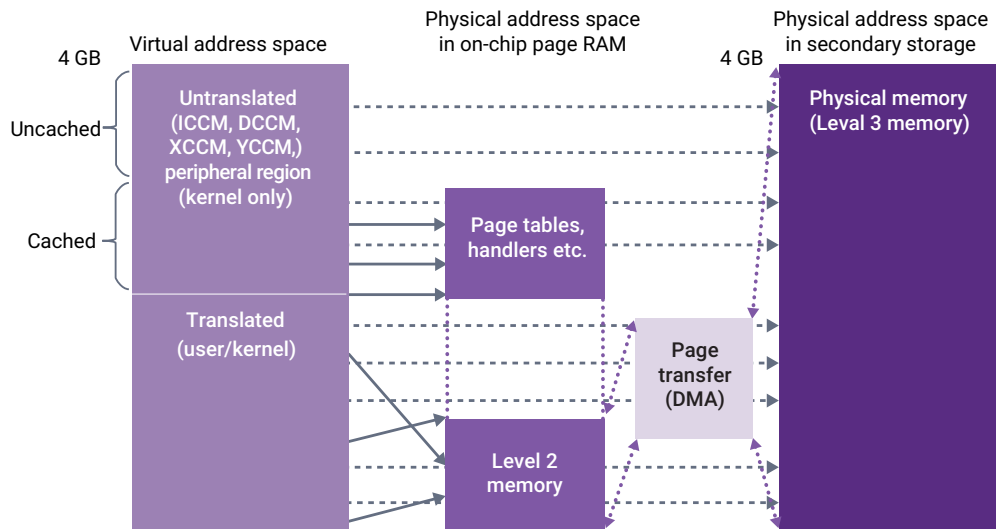 Virtual address space
Physical address space
in on-chip page RAM
Physical address space
in secondary storage
4 GB
4 GB
Uncached
Cached
Untranslated
(ICCM, DCCM,
XCCM, YCCM,)
peripheral region
(kernel only)
Translated
(user/kernel)
Page tables,
handlers etc.
Level 2
memory
Page
transfer
(DMA)
Physical memory
(Leval 3 memory)